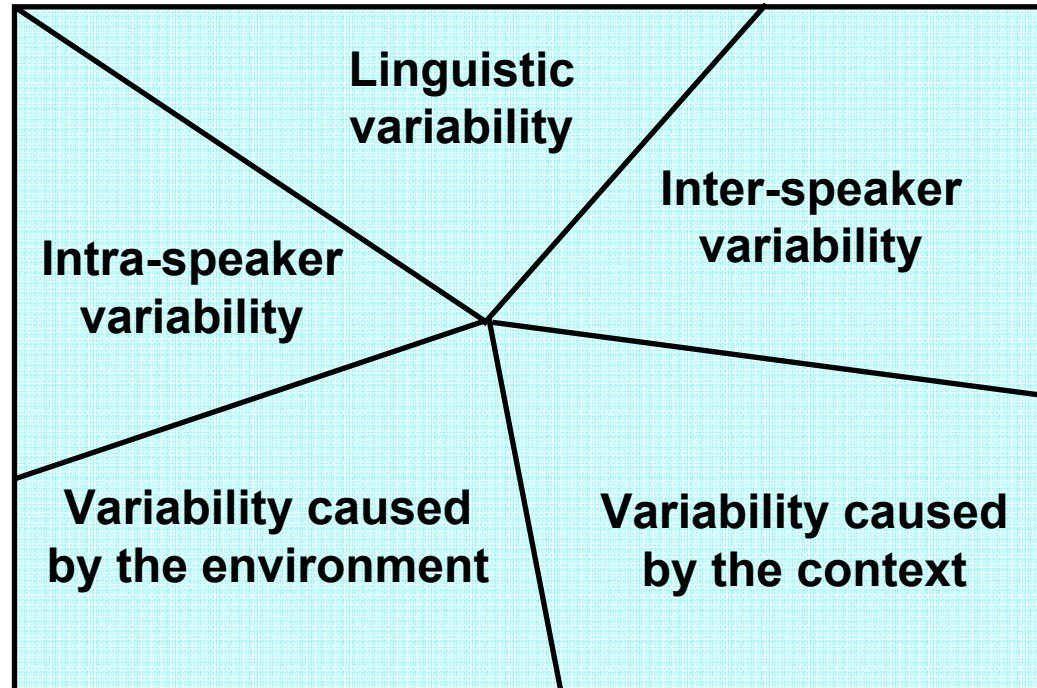 Linguistic
variability
Inter-speaker
variability
Intra-speaker
variability
Variability caused
by the environment
Variability caused
by the context